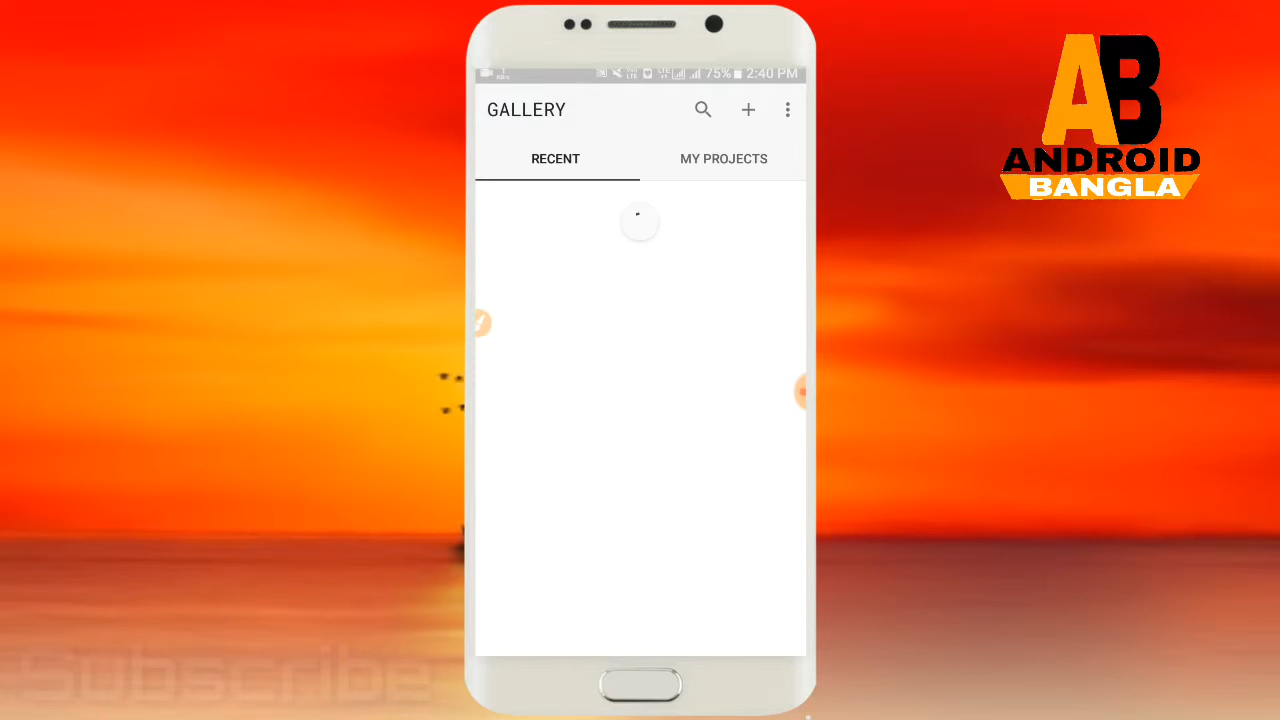 75% 2:40 PM
GALLERY
RECENT
MY PROJECTS
AB
ANDROID
BANGLA
Subscribe